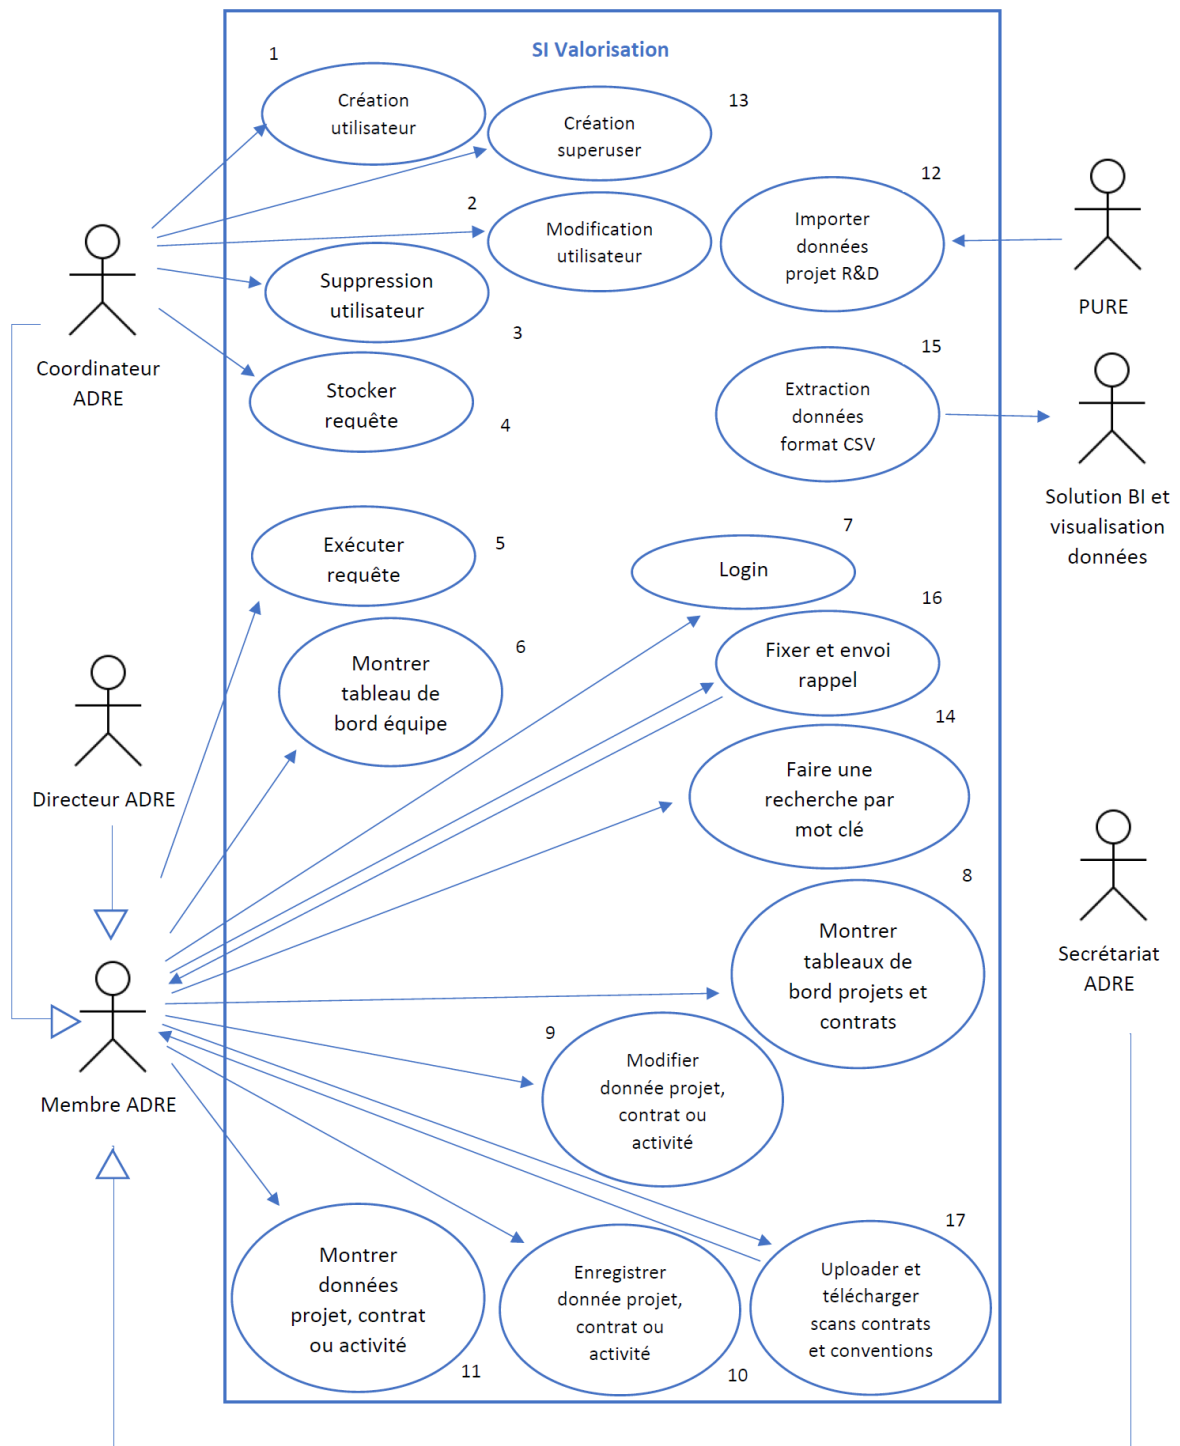 SI Valorisation
1
Création
utilisateur
13
Création
superuser
2
Modification
utilisateur
12
Importer
données
projet R&D
PURE
Coordinateur
ADRE
Suppression
utilisateur
3
Stocker
requête
4
15
Extraction
données
format CSV
Solution BI et
visualisation
données
Exécuter
requête
5
7
Login
6
Montrer
tableau de
bord équipe
16
Fixer et envoi
rappel
14
Faire une
recherche par
mot clé
Directeur ADRE
8
Montrer
tableaux de
bord projets et
contrats
Secrétariat
ADRE
Membre ADRE
9
Modifier
donnée projet,
contrat ou
activité
Montrer
données
projet, contrat
ou activité
11
Enregistrer
donnée projet,
contrat ou
activité
10
17
Uploader et
télécharger
scans contrats
et conventions